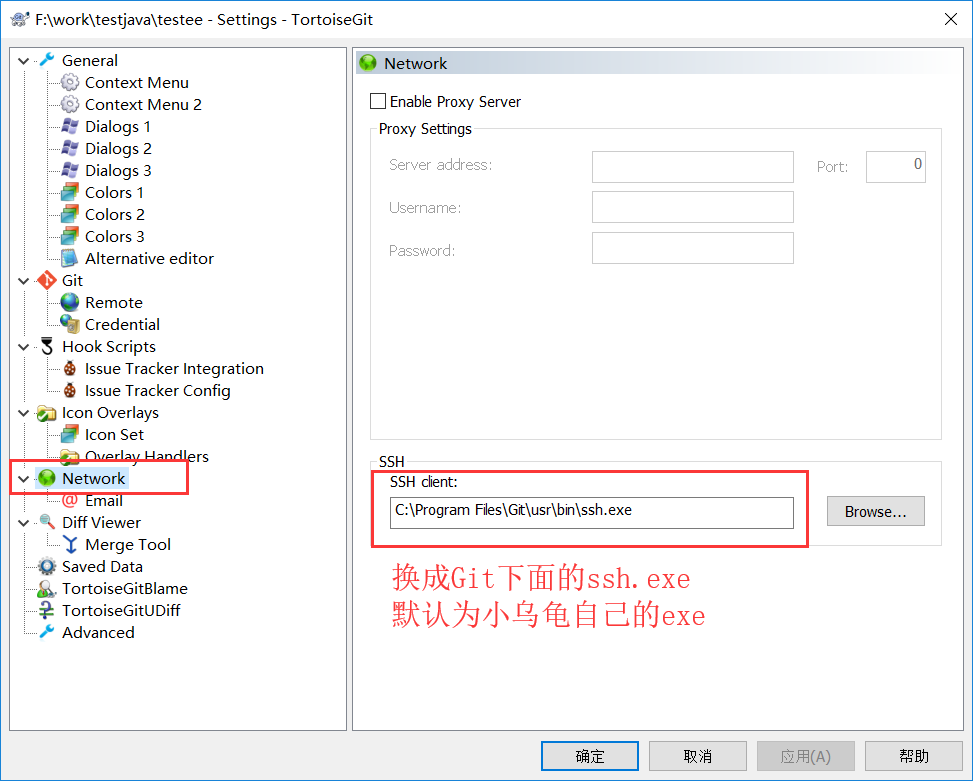 F:\work\testjava\testee - Settings - TortoiseGit
General
Context Menu
Context Menu 2
Dialogs 1
Dialogs 2
Dialogs 3
Colors 1
Colors 2
Colors 3
Alternative editor
Git
Remote
Credential
Hook Scripts
Issue Tracker Integration
Issue Tracker Config
Icon Overlays
Icon Set
Overlay Handlers
Network
Email
Diff Viewer
Merge Tool
Saved Data
TortoiseGitBlame
TortoiseGitUDiff
Advanced
Network
Enable Proxy Server
Proxy Settings
Server address:
Port: 0
Username:
Password:
SSH
SSH client:
C:\Program Files\Git\usr\bin\ssh.exe
Browse...
换成Git下面的ssh.exe
默认为小乌龟自己的exe
确定 取消 应用(A) 帮助